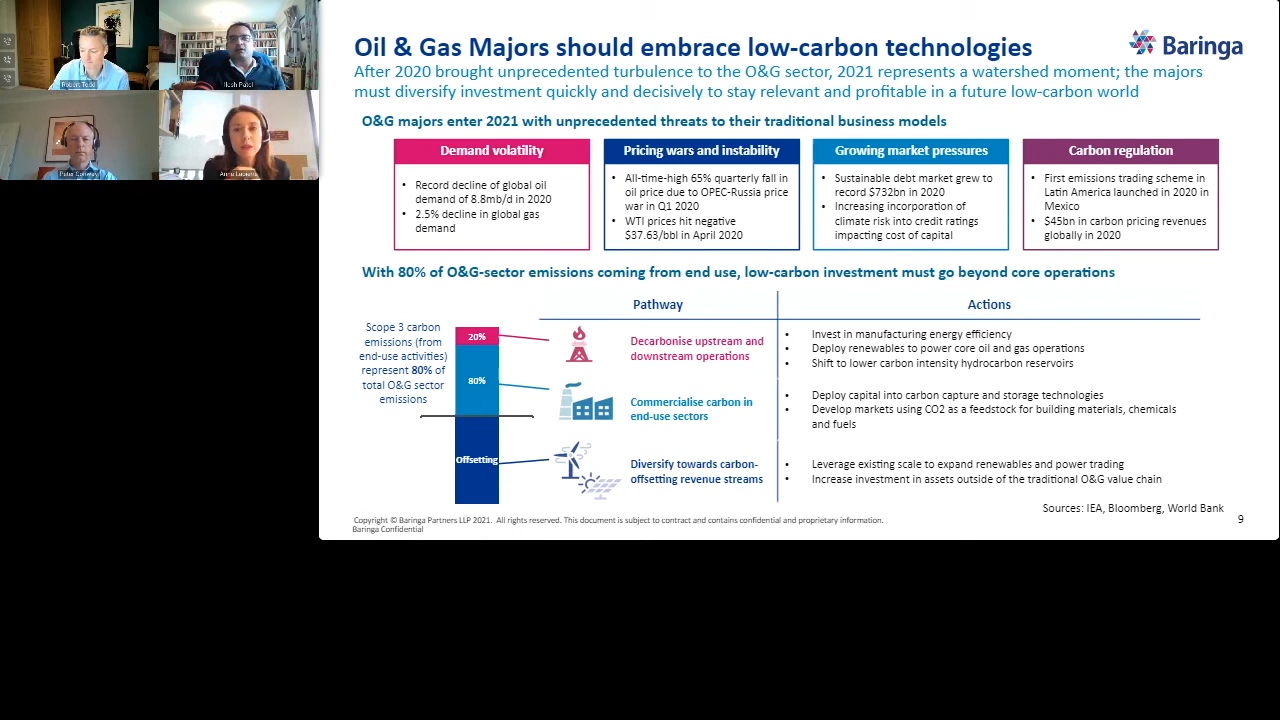 Robert Todd
Ilesh Patel
Peter Conway
Oil & Gas Majors should embrace low-carbon technologies
Baringa
After 2020 brought unprecedented turbulence to the O&G sector, 2021 represents a watershed moment; the majors
must diversify investment quickly and decisively to stay relevant and profitable in a future low-carbon world
O&G majors enter 2021 with unprecedented threats to their traditional business models
Demand volatility
• Record decline of global oil
demand of 8.8mb/d in 2020
• 2.5% decline in global gas
demand
Pricing wars and instability
• All-time-high 65% quarterly fall in
oil price due to OPEC-Russia price
war in Q1 2020
• WTI prices hit negative
$37.63/bbl in April 2020
Growing market pressures
• Sustainable debt market grew to
record $732bn in 2020
• Increasing incorporation of
climate risk into credit ratings
impacting cost of capital
Carbon regulation
• First emissions trading scheme in
Latin America launched in 2020 in
Mexico
• $45bn in carbon pricing revenues
globally in 2020
With 80% of O&G-sector emissions coming from end use, low-carbon investment must go beyond core operations
Scope 3 carbon
emissions (from
end-use activities)
represent 80% of
total O&G sector
emissions
20%
80%
Offsetting
Pathway
Actions
Decarbonise upstream and
downstream operations
• Invest in manufacturing energy efficiency
• Deploy renewables to power core oil and gas operations
• Shift to lower carbon intensity hydrocarbon reservoirs
Commercialise carbon in
end-use sectors
• Deploy capital into carbon capture and storage technologies
• Develop markets using CO2 as a feedstock for building materials, chemicals
and fuels
Diversify towards carbon-
offsetting revenue streams
• Leverage existing scale to expand renewables and power trading
• Increase investment in assets outside of the traditional O&G value chain
Sources: IEA, Bloomberg, World Bank
Copyright © Baringa Partners LLP 2021. All rights reserved. This document is subject to contract and contains confidential and proprietary information.
Baringa Confidential
9